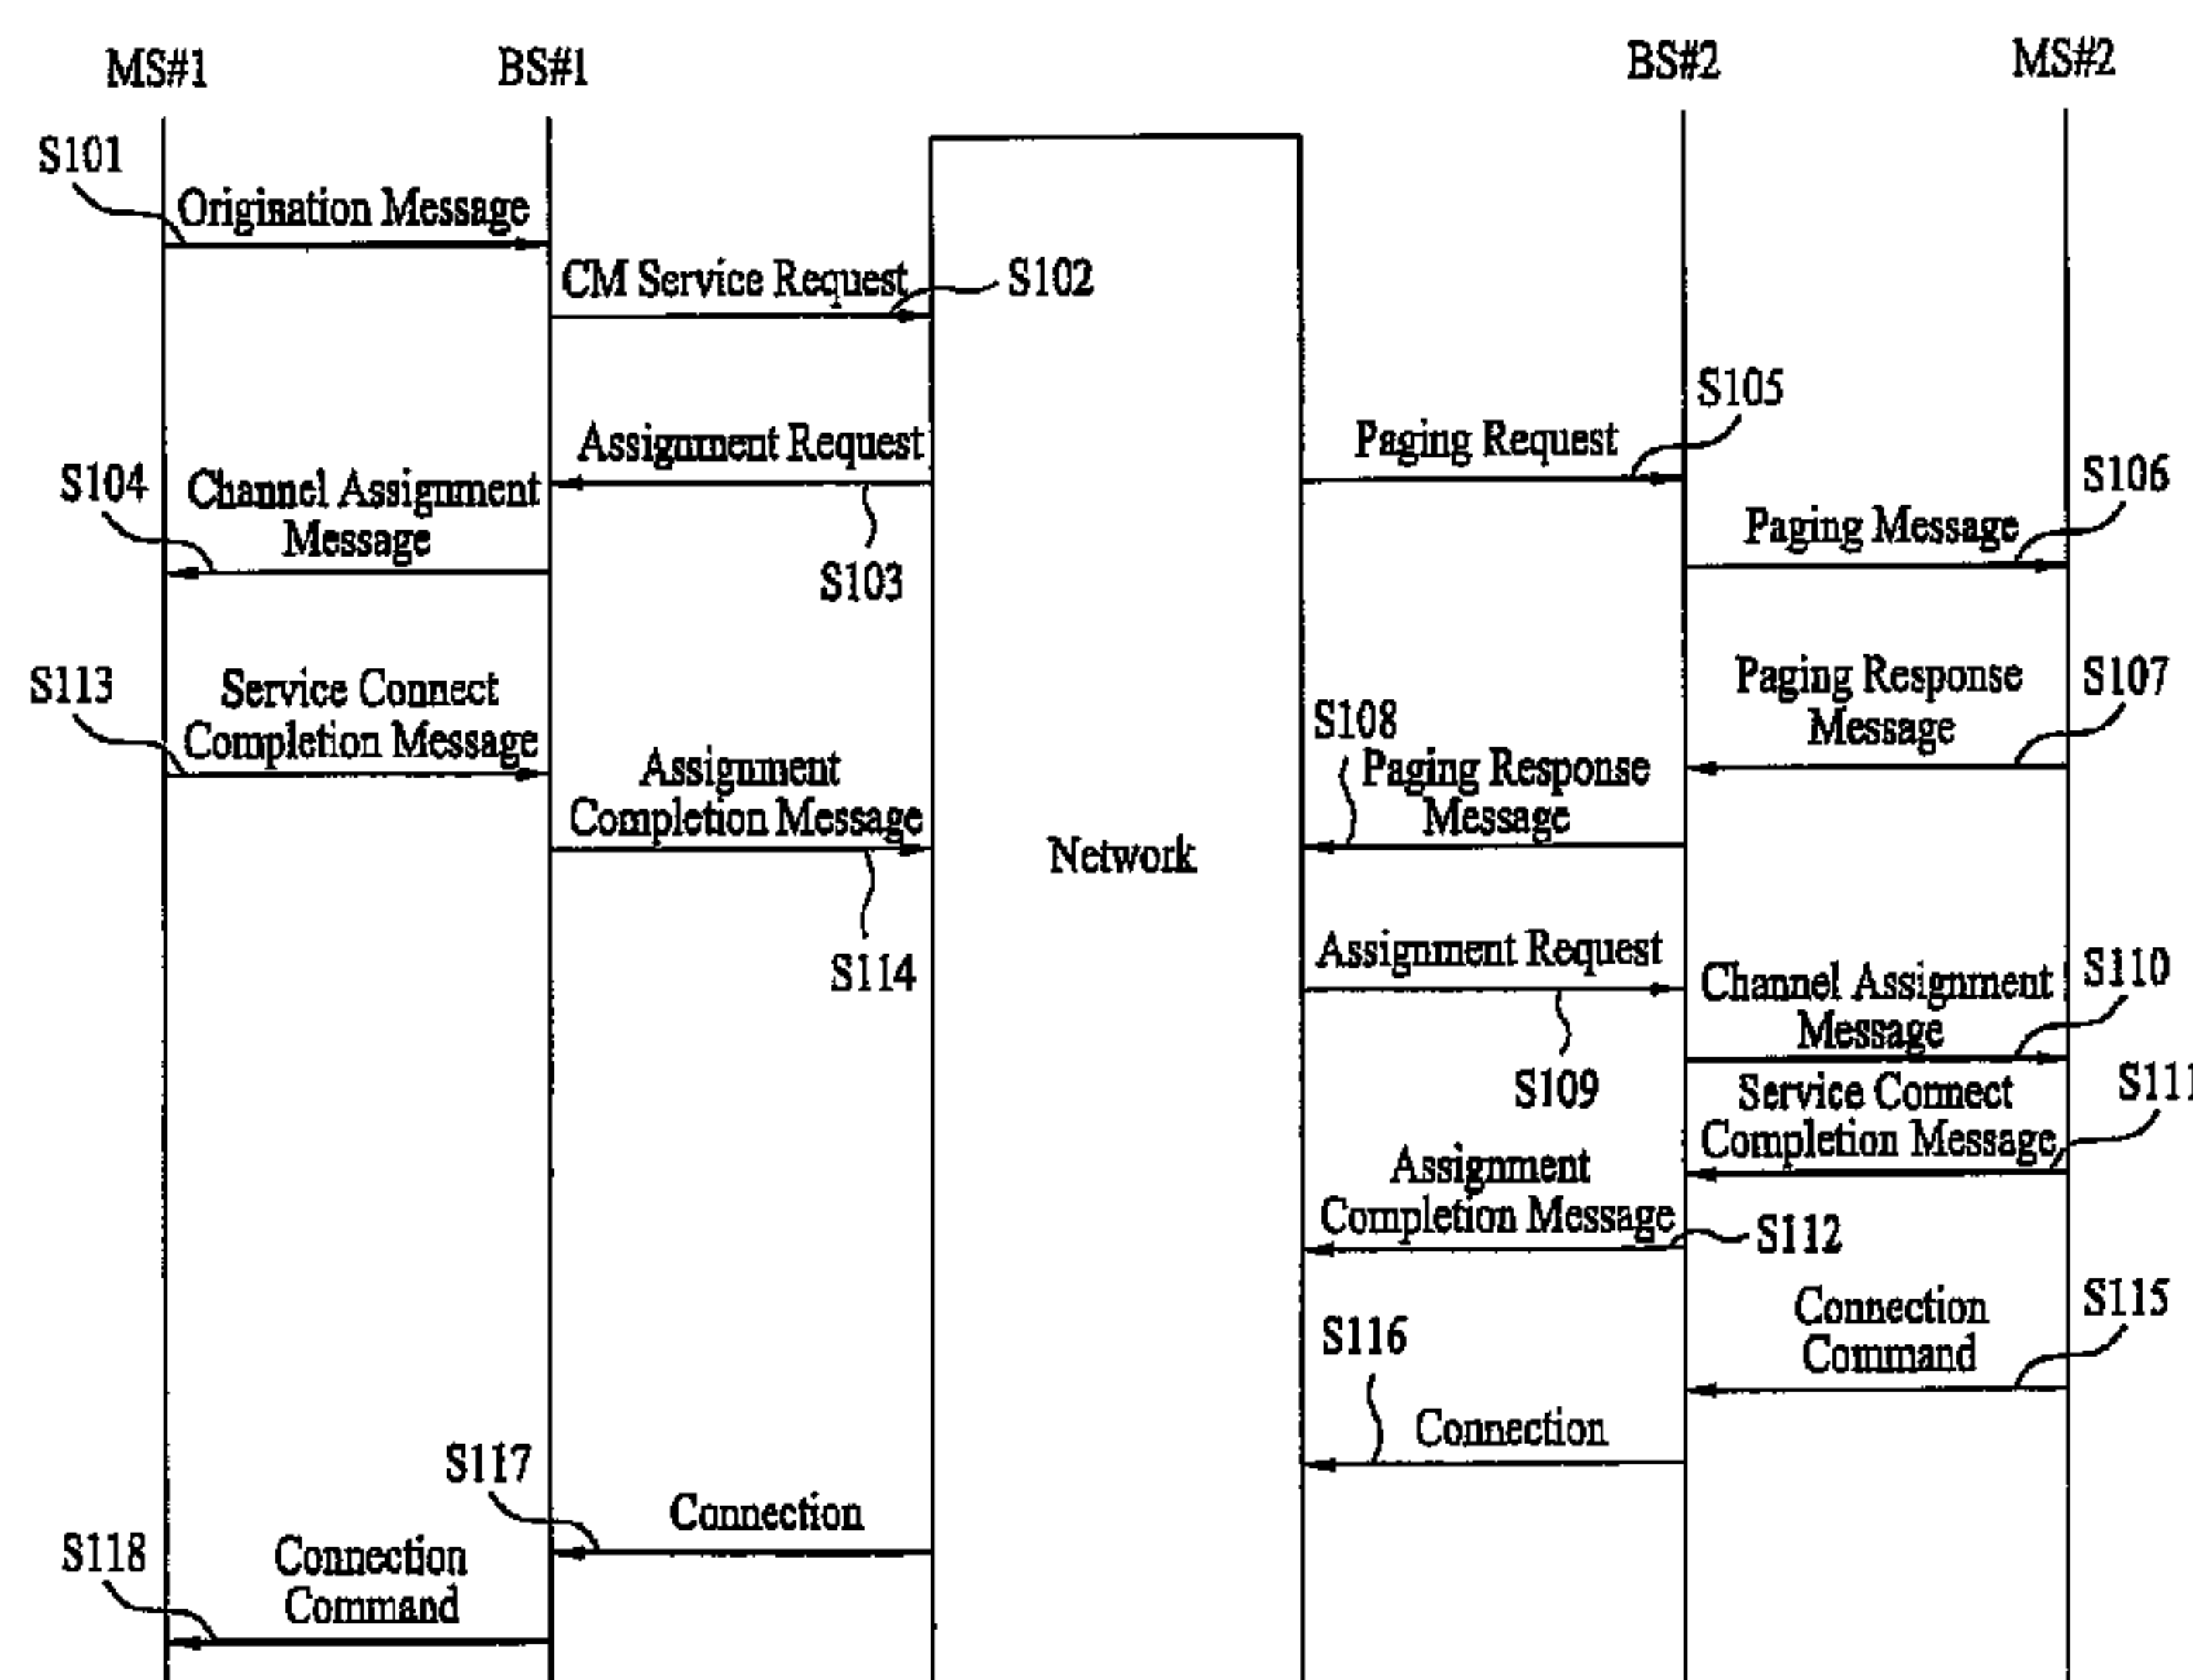 MS#1
BS#1
BS#2
MS#2
S101
Origination Message
CM Service Request
S102
S105
Assignment Request
Paging Request
S104
Channel Assignment
Message
S103
S106
Paging Message
S113
Service Connect
Completion Message
Paging Response
Message
S107
S108
Assignment
Completion Message
Paging Response
Message
Network
S114
Assignment Request
S109
Channel Assignment
Message
S110
Service Connect
Completion Message
S111
Assignment
Completion Message
S112
Connection
Command
S115
S116
Connection
S117
Connection
S118
Connection
Command